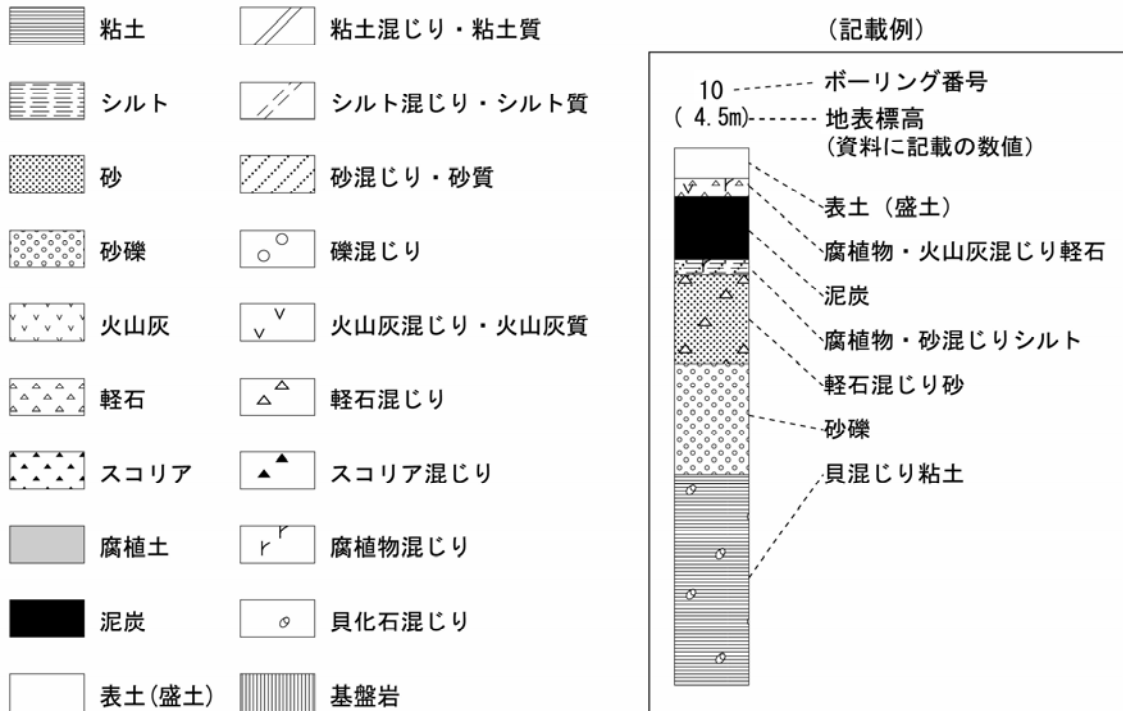 粘土
粘土混じり・粘土質
シルト
シルト混じり・シルト質
砂
砂混じり・砂質
砂礫
礫混じり
火山灰
火山灰混じり・火山灰質
軽石
軽石混じり
スコリア
スコリア混じり
腐植土
腐植物混じり
泥炭
貝化石混じり
表土(盛土)
基盤岩
(記載例)
10
ボーリング番号
( 4.5m)
地表標高
(資料に記載の数値)
表土(盛土)
腐植物・火山灰混じり軽石
泥炭
腐植物・砂混じりシルト
軽石混じり砂
砂礫
貝混じり粘土